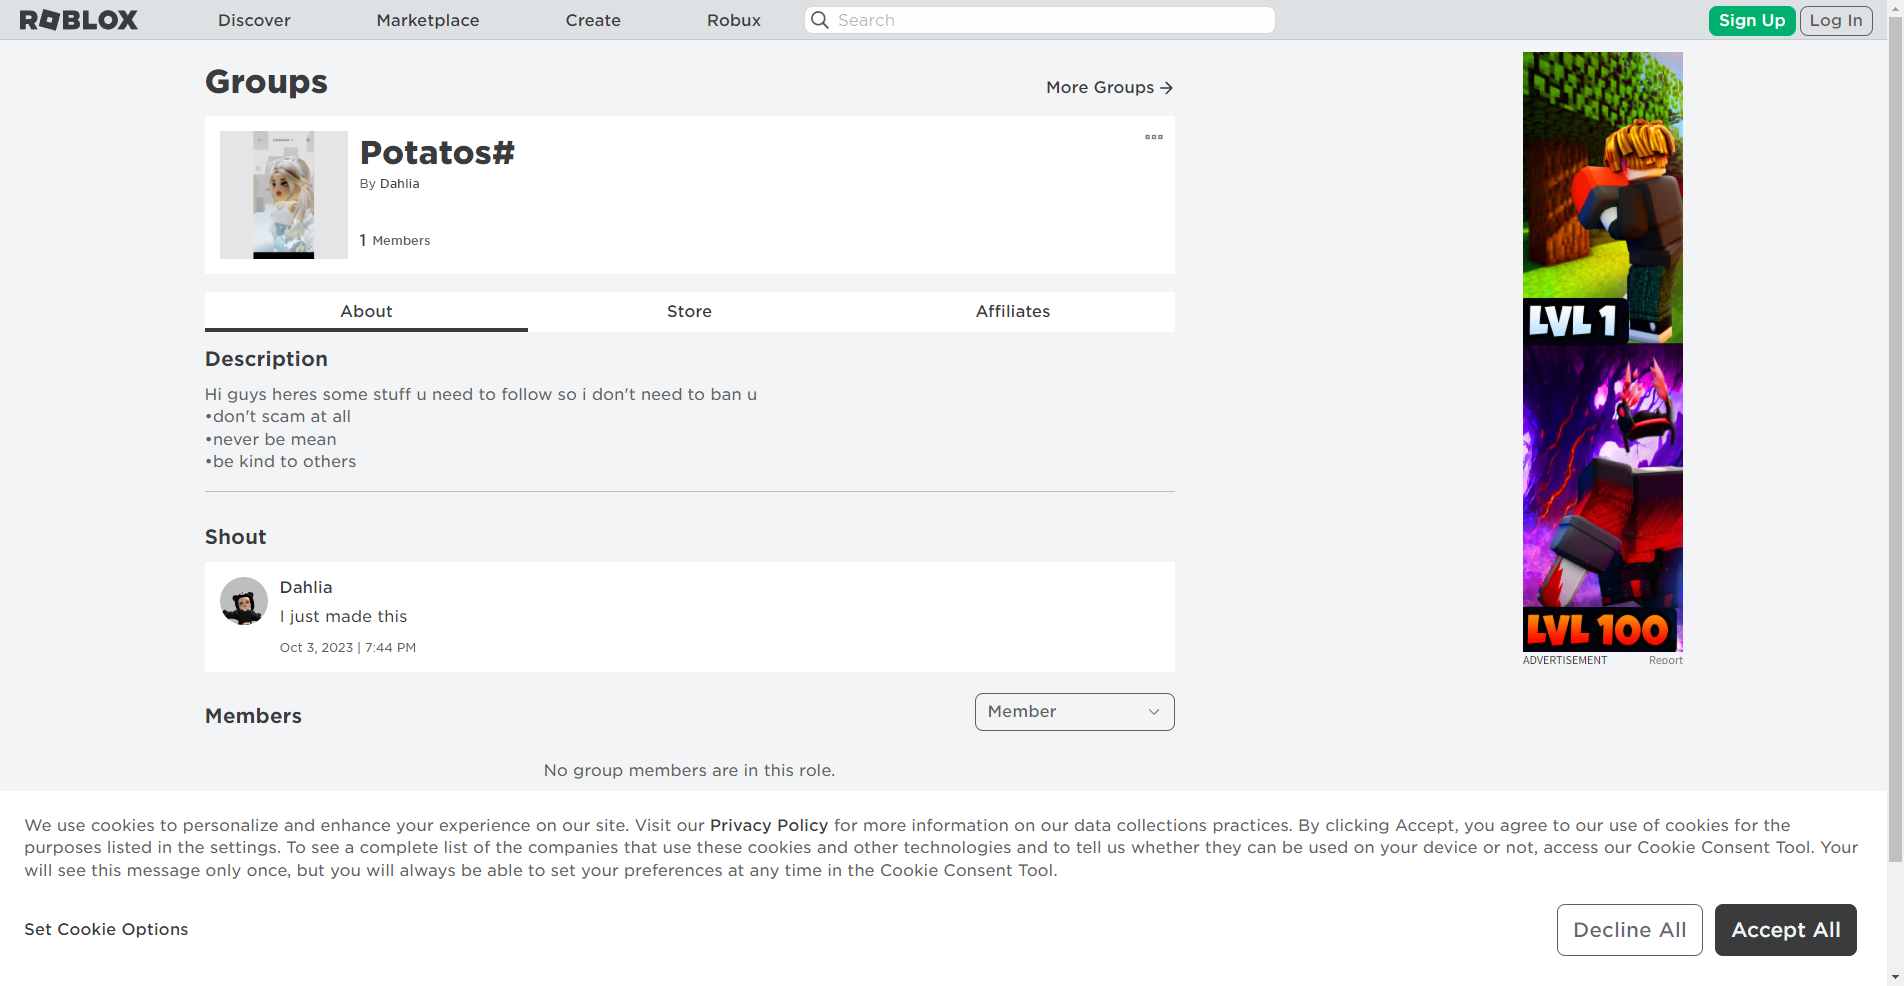 ROBLOX
Discover
Marketplace
Create
Robux
Search
Sign Up
Log In
Groups
More Groups
Potatos#
By Dahlia
1 Members
About
Store
Affiliates
Description
Hi guys heres some stuff u need to follow so i don't need to ban u
•don't scam at all
•never be mean
•be kind to others
Shout
Dahlia
I just made this
Oct 3, 2023 | 7:44 PM
Members
Member
No group members are in this role.
LVL 1
LVL 100
ADVERTISEMENT
Report
We use cookies to personalize and enhance your experience on our site. Visit our Privacy Policy for more information on our data collections practices. By clicking Accept, you agree to our use of cookies for the
purposes listed in the settings. To see a complete list of the companies that use these cookies and other technologies and to tell us whether they can be used on your device or not, access our Cookie Consent Tool. Your
will see this message only once, but you will always be able to set your preferences at any time in the Cookie Consent Tool.
Set Cookie Options
Decline All
Accept All